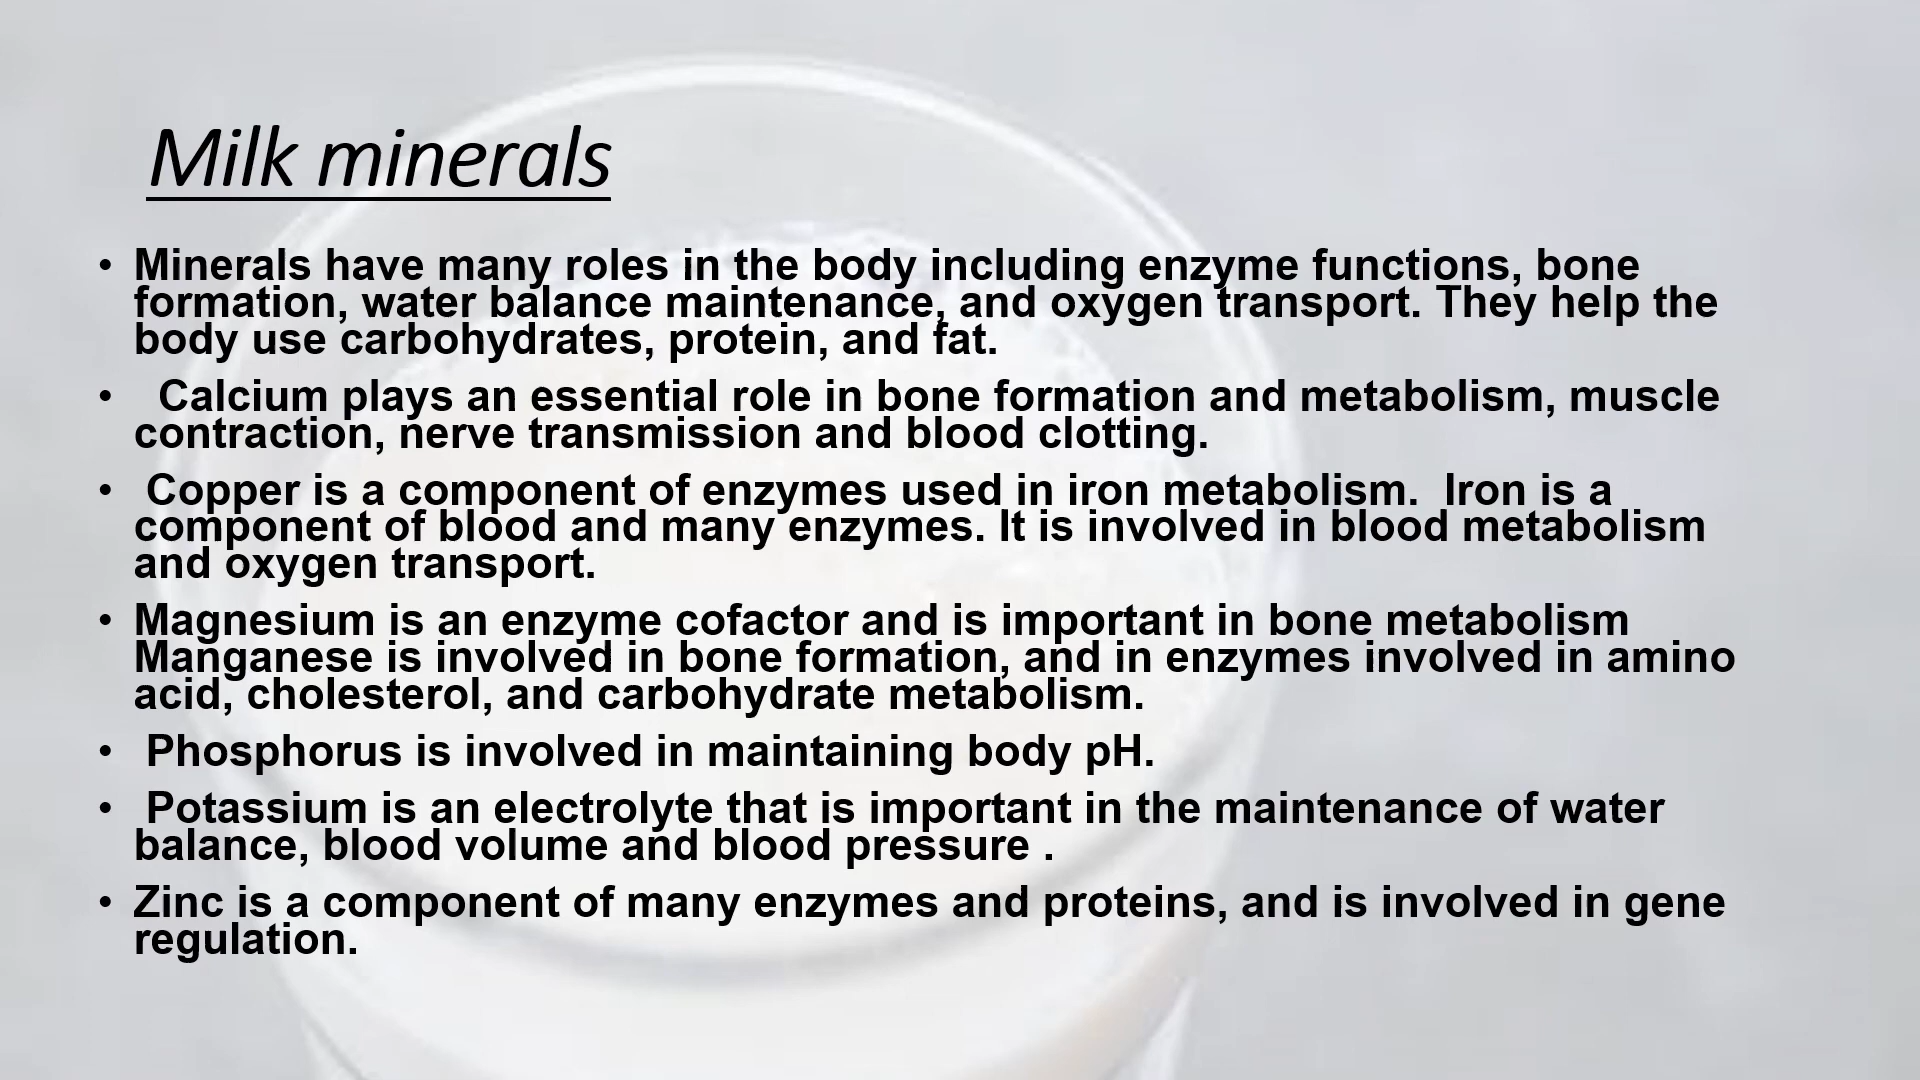 Milk minerals
• Minerals have many roles in the body including enzyme functions, bone
formation, water balance maintenance, and oxygen transport. They help the
body use carbohydrates, protein, and fat.
• Calcium plays an essential role in bone formation and metabolism, muscle
contraction, nerve transmission and blood clotting.
• Copper is a component of enzymes used in iron metabolism.  Iron is a
component of blood and many enzymes. It is involved in blood metabolism
and oxygen transport.
• Magnesium is an enzyme cofactor and is important in bone metabolism
Manganese is involved in bone formation, and in enzymes involved in amino
acid, cholesterol, and carbohydrate metabolism.
• Phosphorus is involved in maintaining body pH.
• Potassium is an electrolyte that is important in the maintenance of water
balance, blood volume and blood pressure .
• Zinc is a component of many enzymes and proteins, and is involved in gene
regulation.